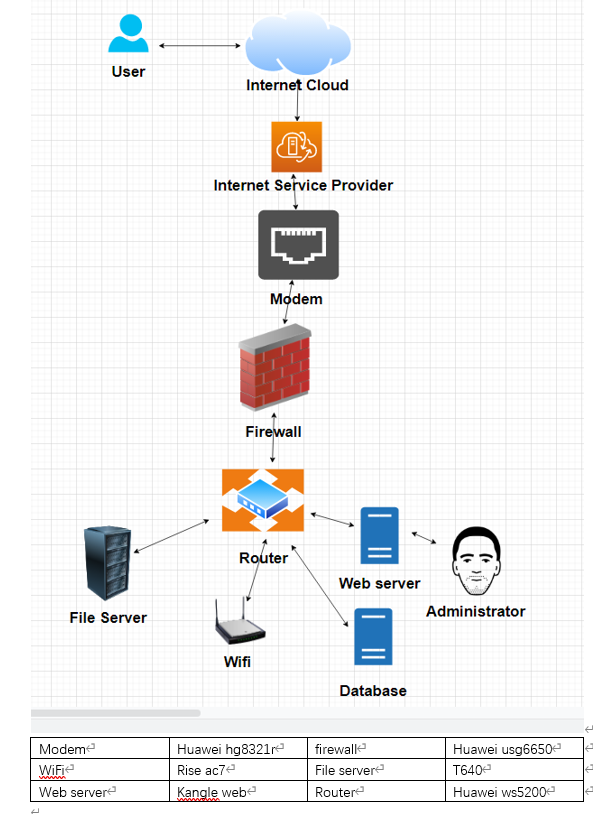 User
Internet Cloud
Internet Service Provider
Modem
Firewall
Router
Web server
Administrator
File Server
Wifi
Database
Modem Huawei hg8321r firewall Huawei usg6650
WiFi Rise ac7 File server T640
Web server Kangle web Router Huawei ws5200